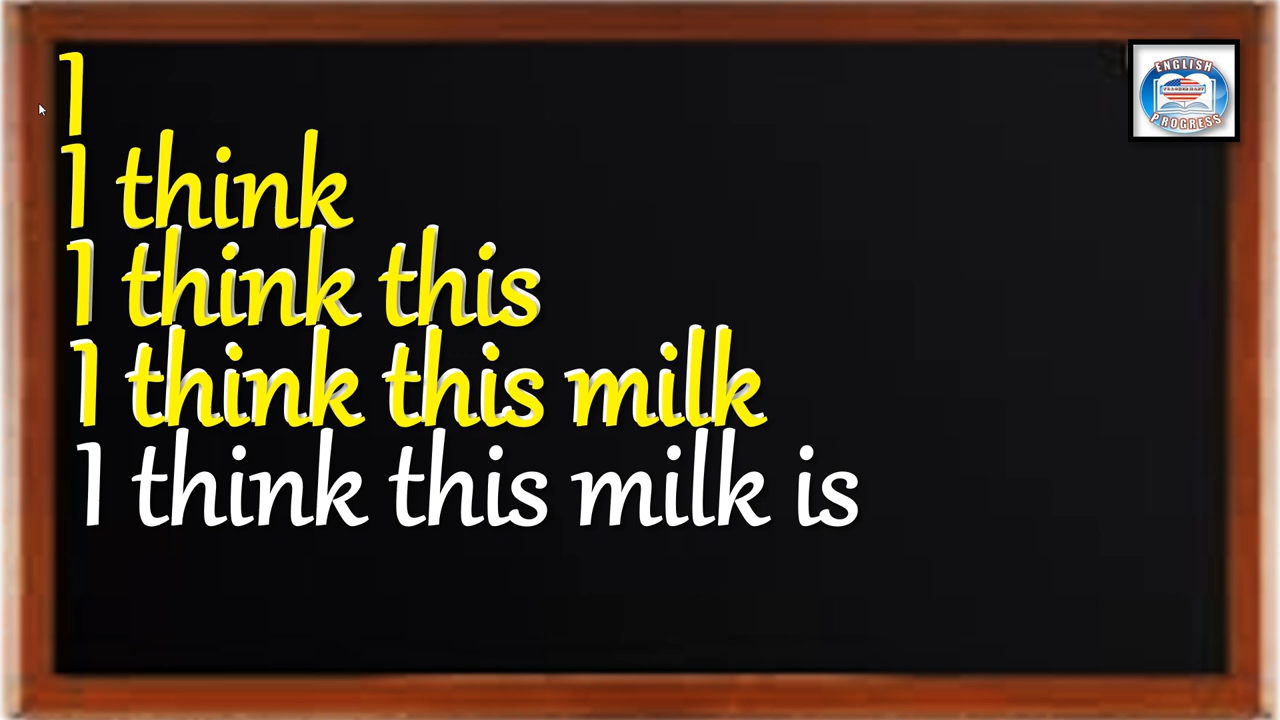 I
I think
I think this
I think this milk
I think this milk is
ENGLISH
PROGRESS